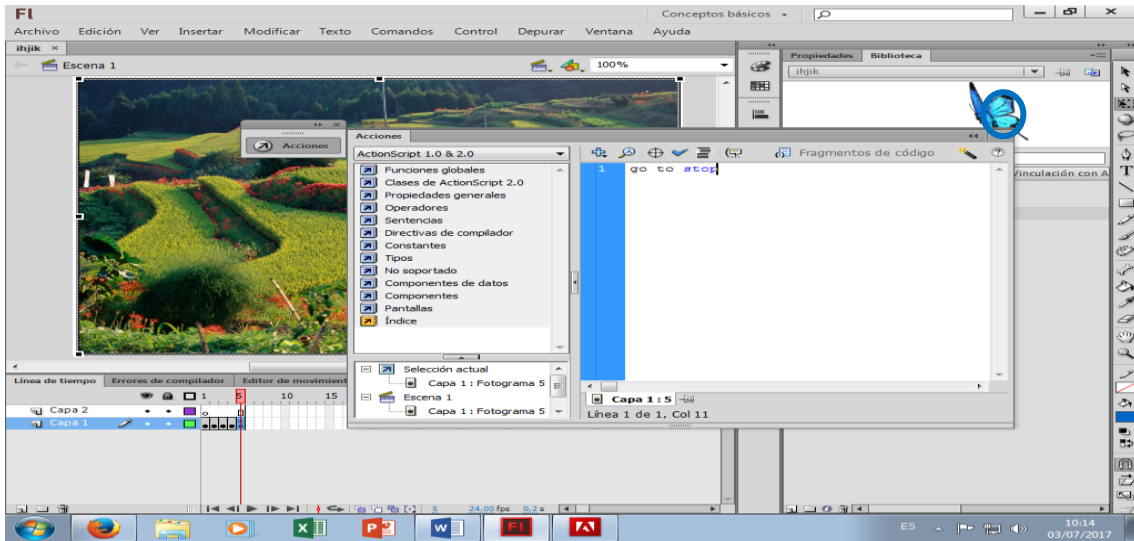 Fl
Conceptos básicos
Archivo Edición Ver Insertar Modificar Texto Comandos Control Depurar Ventana Ayuda
ihjik ×
Escena 1 100%
Propiedades Biblioteca
ihjik
Acciones
Acciones
ActionScript 1.0 & 2.0
Fragmentos de código
Funciones globales
Clases de ActionScript 2.0
Propiedades generales
Operadores
Sentencias
Directivas de compilador
Constantes
Tipos
No soportado
Componentes de datos
Componentes
Pantallas
Índice
1 go to stop
Vinculación con A
Selección actual
Capa 1 : Fotograma 5
Escena 1
Capa 1 : Fotograma 5
Capa 1 : 5
Línea 1 de 1, Col 11
Línea de tiempo Errores de compilador Editor de movimient
1 5 10 15
Capa 2
Capa 1
5 24,00 fps 0,2 s
ES
10:14
03/07/2017